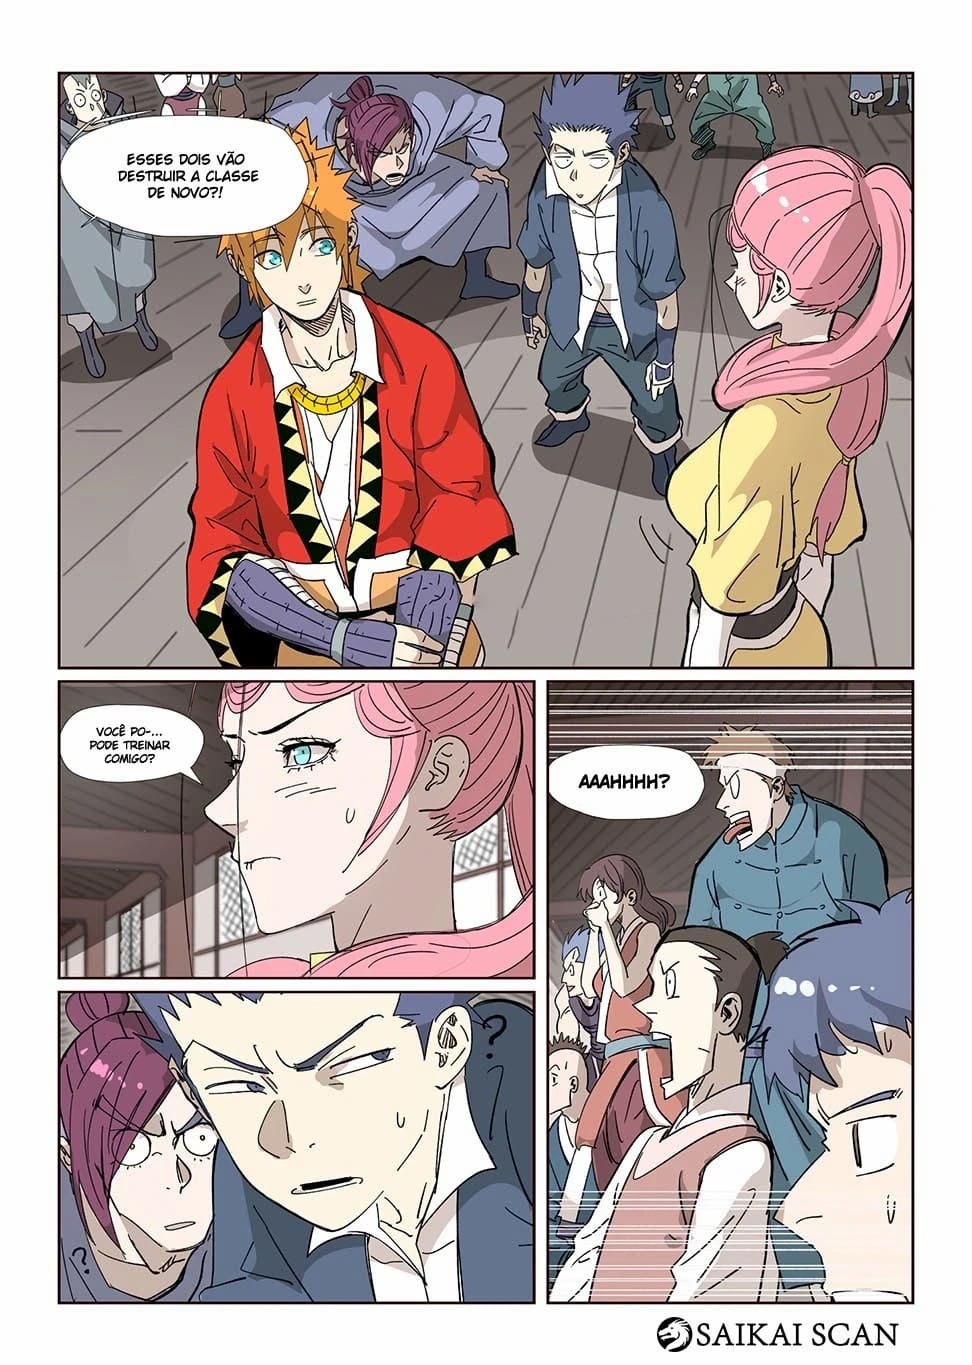 ESSES DOIS VÃO
DESTRUIR A CLASSE
DE NOVO?!
VOCÊ PO-...
PODE TREINAR
COMIGO?
AAAHHHH?
?
?
SAIKAI SCAN